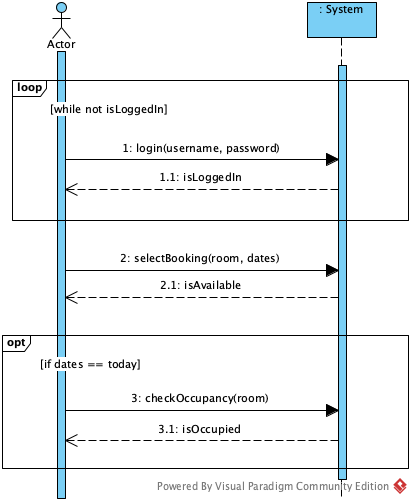 : System
Actor
loop
[while not isLoggedIn]
1: login(username, password)
1.1: isLoggedIn
2: selectBooking(room, dates)
2.1: isAvailable
opt
[if dates == today]
3: checkOccupancy(room)
3.1: isOccupied
Powered By Visual Paradigm Community Edition